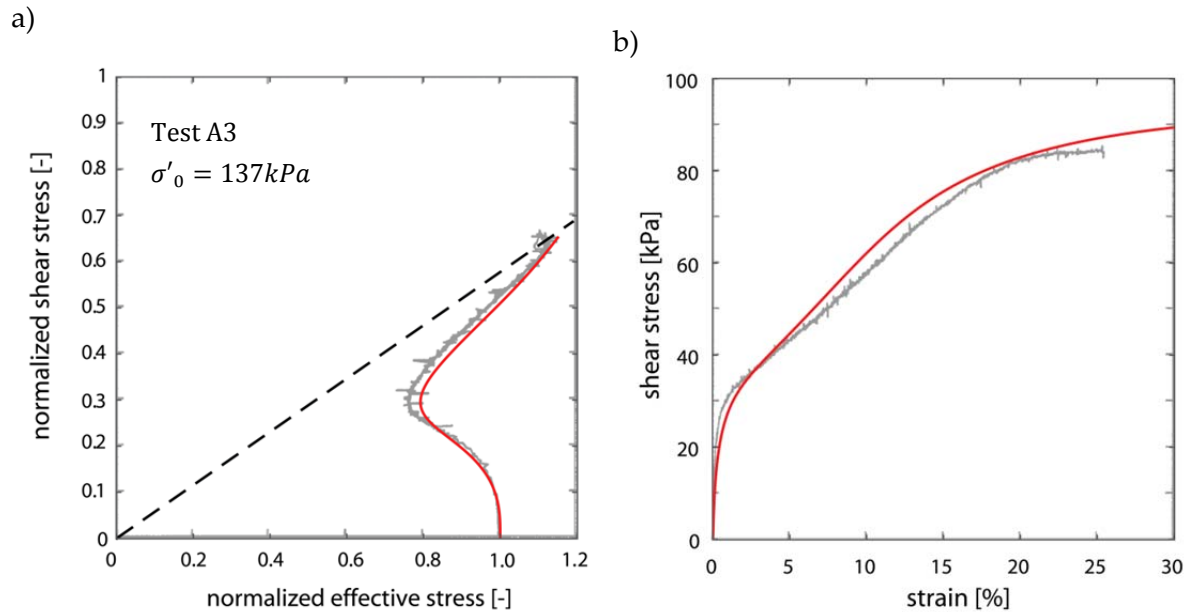 a)
b)
normalized shear stress [-]
1
0.9
0.8
0.7
0.6
0.5
0.4
0.3
0.2
0.1
0
Test A3
σ′₀ = 137kPa
0 0.2 0.4 0.6 0.8 1.0 1.2
normalized effective stress [-]
shear stress [kPa]
100
80
60
40
20
0
0 5 10 15 20 25 30
strain [%]